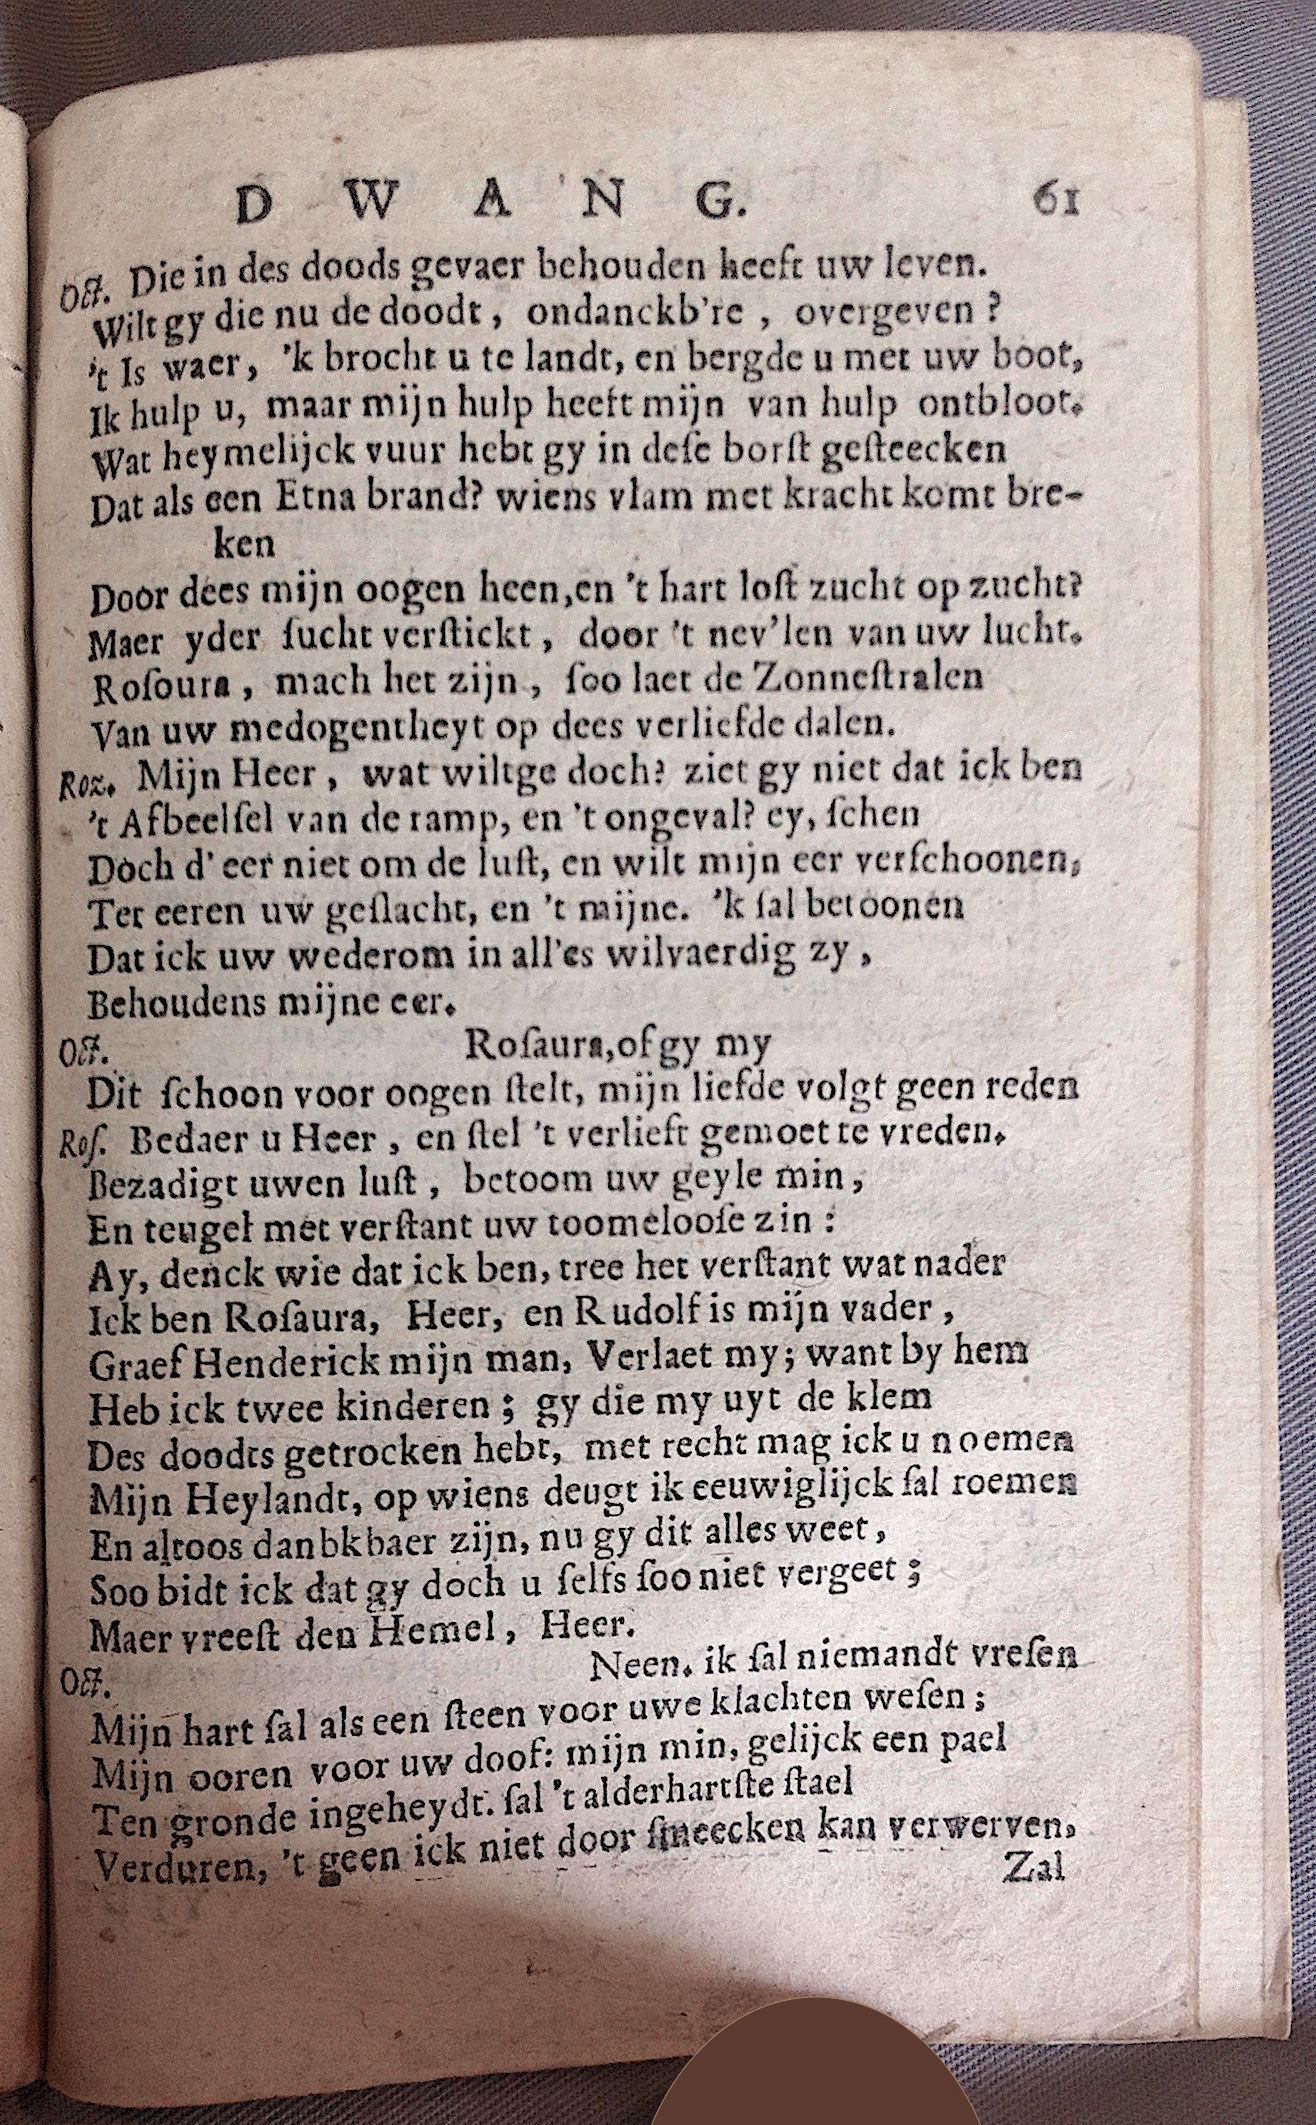 D W A N G. 61
Oct. Die in des doods gevaer behouden heeft uw leven.
Wilt gy die nu de doodt, ondanckb're, overgeven?
't Is waer, 'k brocht u te landt, en bergde u met uw boot,
Ik hulp u, maar mijn hulp heeft mijn van hulp ontbloot.
Wat heymelijck vuur hebt gy in deſe borſt geſteecken
Dat als een Etna brand? wiens vlam met kracht komt bre-
ken
Door dees mijn oogen heen, en 't hart loſt zucht op zucht?
Maer yder ſucht verſtickt, door 't nev'len van uw lucht.
Roſoura, mach het zijn, ſoo laet de Zonneſtralen
Van uw medogentheyt op dees verliefde dalen.
Roz. Mijn Heer, wat wiltge doch? ziet gy niet dat ick ben
't Afbeelſel van de ramp, en 't ongeval? ey, ſchen
Doch d'eer niet om de luſt, en wilt mijn eer verſchoonen,
Ter eeren uw geſlacht, en 't mijne. 'k ſal betoonen
Dat ick uw wederom in all'es wilvaerdig zy,
Behoudens mijne eer.
Oct. Roſaura, of gy my
Dit ſchoon voor oogen ſtelt, mijn liefde volgt geen reden
Roſ. Bedaer u Heer, en ſtel 't verlieft gemoet te vreden.
Bezadigt uwen luſt, betoom uw geyle min,
En teugelt met verſtant uw toomelooſe zin:
Ay, denck wie dat ick ben, tree het verſtant wat nader
Ick ben Roſaura, Heer, en Rudolf is mijn vader,
Graef Henderick mijn man, Verlaet my; want by hem
Heb ick twee kinderen; gy die my uyt de klem
Des doodts getrocken hebt, met recht mag ick u noemen
Mijn Heylandt, op wiens deugt ik eeuwiglijck ſal roemen
En altoos danbkbaer zijn, nu gy dit alles weet,
Soo bidt ick dat gy doch u ſelfs ſoo niet vergeet;
Maer vreeſt den Hemel, Heer.
Oct. Neen. ik ſal niemandt vreſen
Mijn hart ſal als een ſteen voor uwe klachten weſen;
Mijn ooren voor uw doof: mijn min, gelijck een pael
Ten gronde ingeheydt. ſal 't alderhartſte ſtael
Verduren, 't geen ick niet door ſmeecken kan verwerven,
Zal